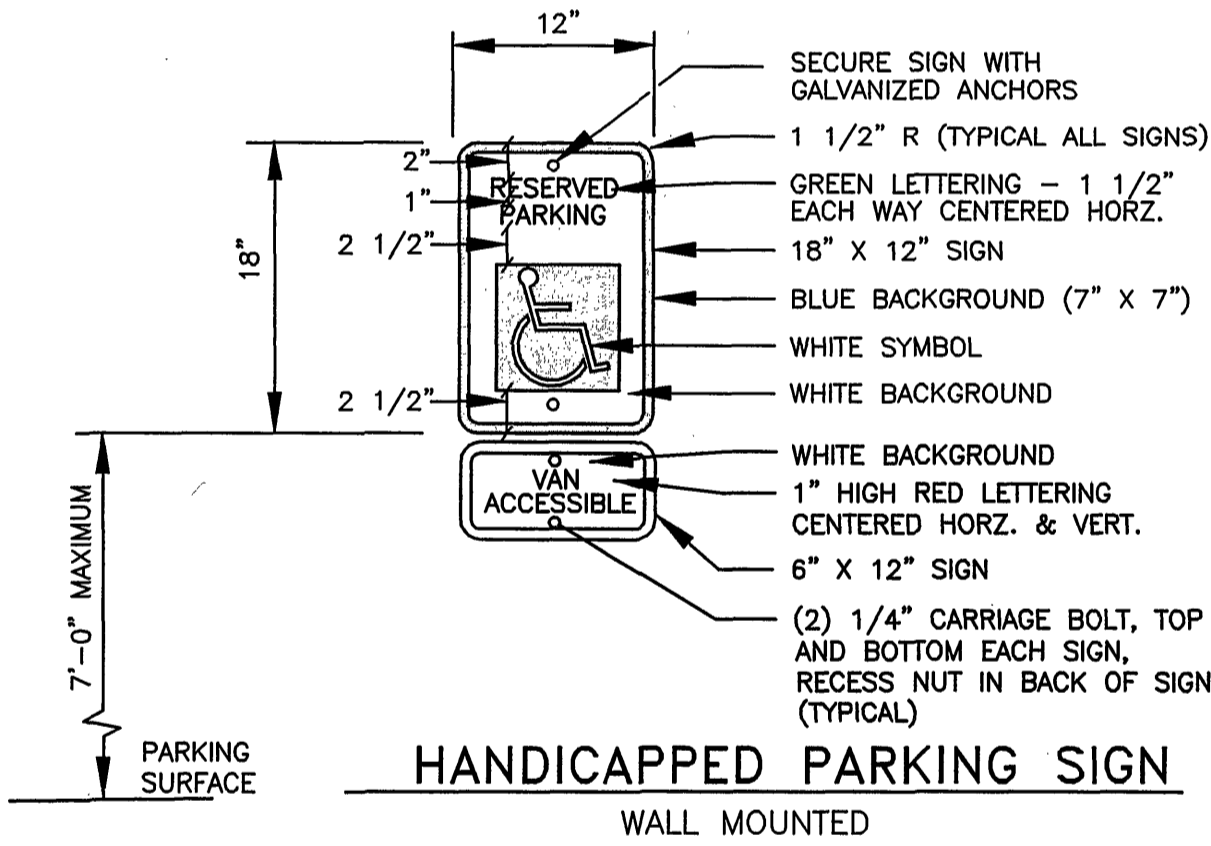 12"
SECURE SIGN WITH
GALVANIZED ANCHORS
1 1/2" R (TYPICAL ALL SIGNS)
2"
RESERVED
PARKING
GREEN LETTERING – 1 1/2"
EACH WAY CENTERED HORZ.
1"
2 1/2"
18"
18" X 12" SIGN
BLUE BACKGROUND (7" X 7")
WHITE SYMBOL
WHITE BACKGROUND
2 1/2"
WHITE BACKGROUND
VAN
ACCESSIBLE
1" HIGH RED LETTERING
CENTERED HORZ. & VERT.
6" X 12" SIGN
(2) 1/4" CARRIAGE BOLT, TOP
AND BOTTOM EACH SIGN,
RECESS NUT IN BACK OF SIGN
(TYPICAL)
7'-0" MAXIMUM
PARKING
SURFACE
HANDICAPPED PARKING SIGN
WALL MOUNTED